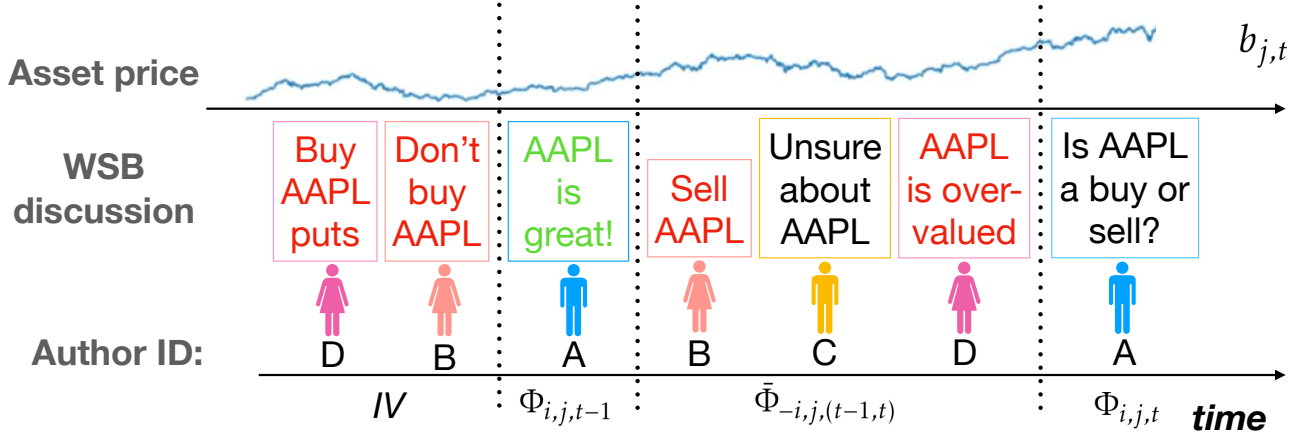 Asset price
b_{j,t}
WSB
discussion
Buy
AAPL
puts
Don't
buy
AAPL
AAPL
is
great!
Sell
AAPL
Unsure
about
AAPL
AAPL
is over-
valued
Is AAPL
a buy or
sell?
Author ID:
D
B
A
B
C
D
A
IV
Φ_{i,j,t−1}
Φ̄_{−i,j,(t−1,t)}
Φ_{i,j,t}
time